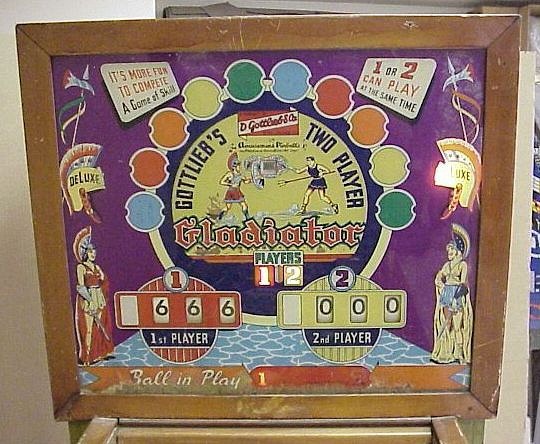 IT'S MORE FUN
TO COMPETE
A Game of Skill
1 OR 2
CAN PLAY
AT THE SAME TIME
D. Gottlieb & Co.
Amusement Pinballs
GOTTLIEB'S
TWO PLAYER
Gladiator
DELUXE
LUXE
PLAYERS
1 2
1
2
6 6 6
0 0 0
1ST PLAYER
2nd PLAYER
Ball in Play
1